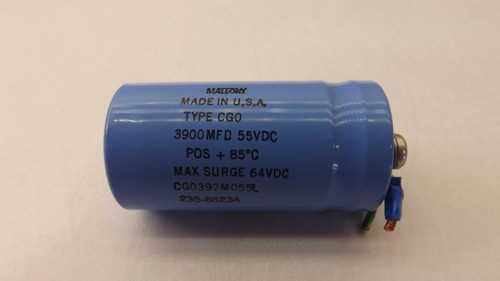 MALLORY
MADE IN U.S.A.
TYPE CGO
3900MFD 55VDC
POS + 85°C
MAX SURGE 64VDC
CG0392M055L
235-8623A